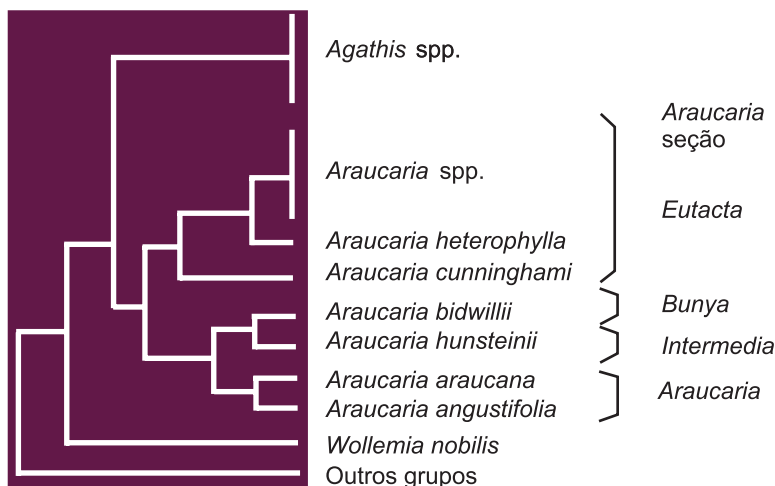 Agathis spp.
Araucaria
seção
Araucaria spp.
Eutacta
Araucaria heterophylla
Araucaria cunninghami
Araucaria bidwillii
Bunya
Araucaria hunsteinii
Intermedia
Araucaria araucana
Araucaria
Araucaria angustifolia
Wollemia nobilis
Outros grupos